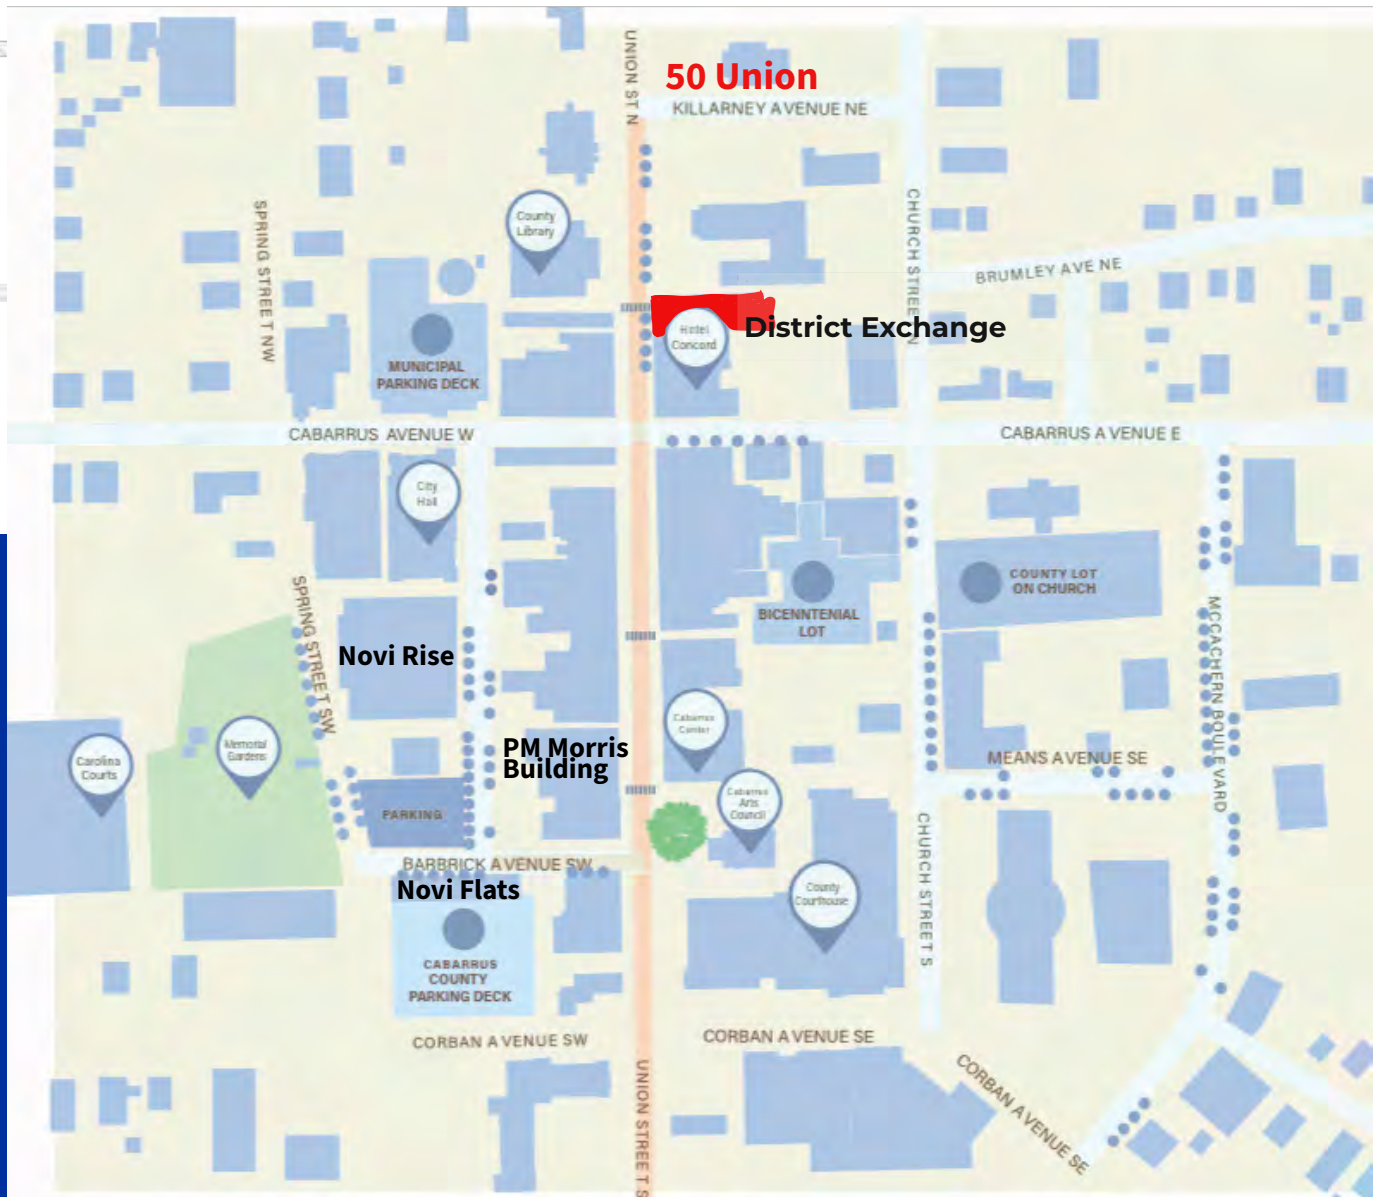 UNION ST N
50 Union
KILLARNEY AVENUE NE
SPRING STREET NW
County
Library
CHURCH STREET N
BRUMLEY AVE NE
Hotel
Concord
District Exchange
MUNICIPAL
PARKING DECK
CABARRUS AVENUE W
CABARRUS AVENUE E
City
Hall
COUNTY LOT
ON CHURCH
BICENNTENIAL
LOT
SPRING STREET SW
Novi Rise
MCCACHERN BOULEVARD
Carolina
Courts
Memorial
Gardens
PM Morris
Building
Cabarrus
Center
MEANS AVENUE SE
Cabarrus
Arts
Council
PARKING
CHURCH STREET S
BARBRICK AVENUE SW
Novi Flats
County
Courthouse
CABARRUS
COUNTY
PARKING DECK
CORBAN AVENUE SW
CORBAN AVENUE SE
UNION STREET S
CORBAN AVENUE SE